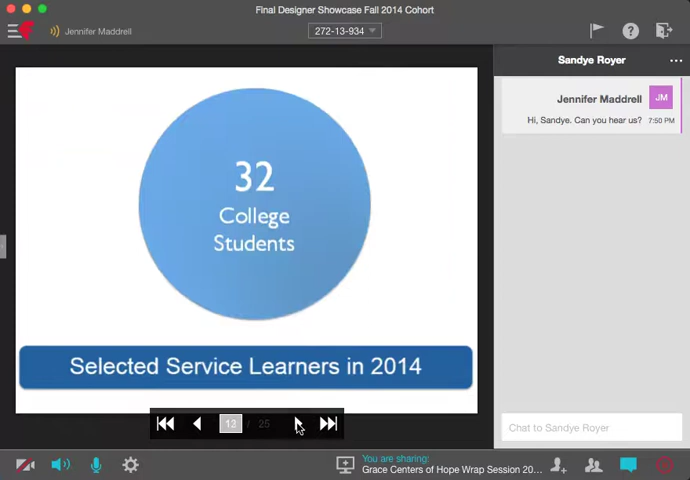 Final Designer Showcase Fall 2014 Cohort
Jennifer Maddrell
272-13-934
Sandye Royer
Jennifer Maddrell
JM
Hi, Sandye. Can you hear us? 7:50 PM
32
College
Students
Selected Service Learners in 2014
12 / 25
Chat to Sandye Royer
You are sharing:
Grace Centers of Hope Wrap Session 20...